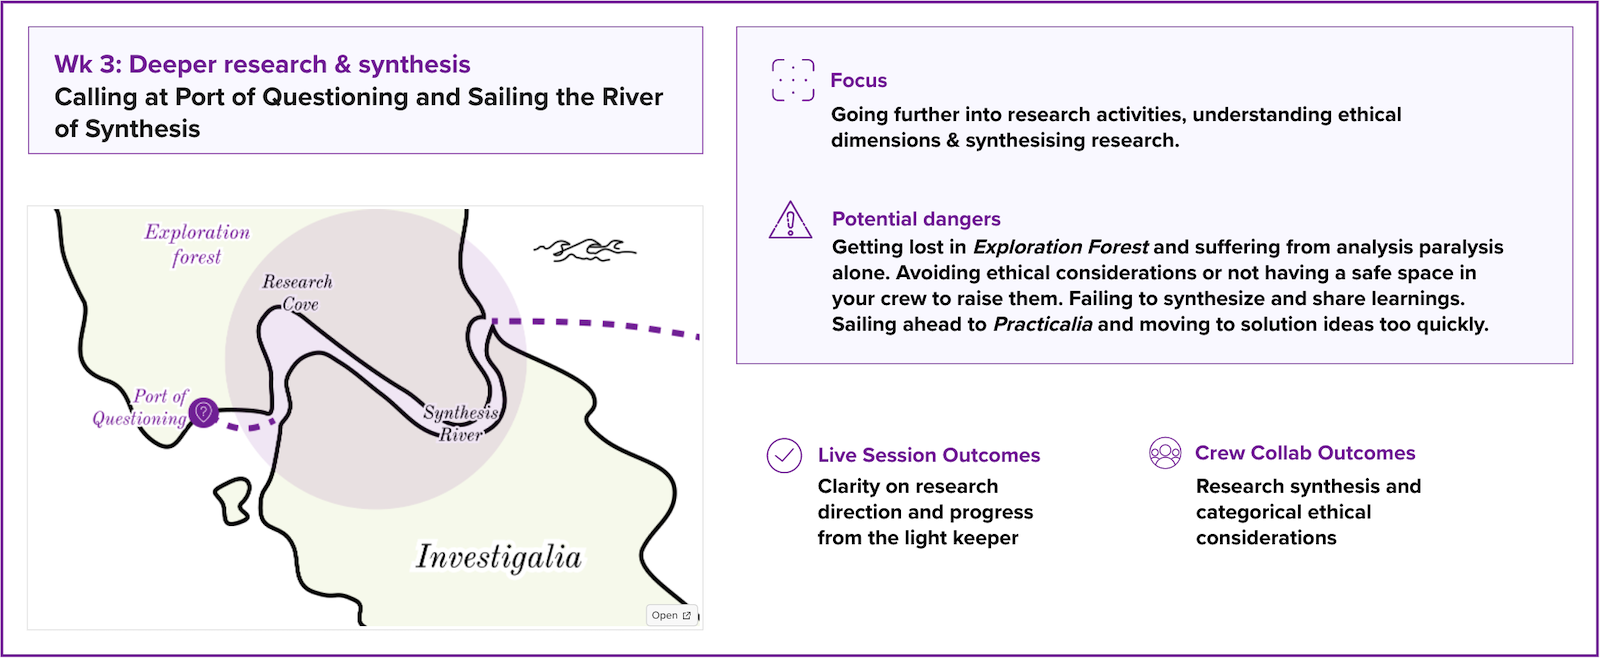 Wk 3: Deeper research & synthesis
Calling at Port of Questioning and Sailing the River
of Synthesis
Exploration
forest
Research
Cove
Port of
Questioning
?
Synthesis
River
Investigalia
Open
Focus
Going further into research activities, understanding ethical
dimensions & synthesising research.
Potential dangers
Getting lost in Exploration Forest and suffering from analysis paralysis
alone. Avoiding ethical considerations or not having a safe space in
your crew to raise them. Failing to synthesize and share learnings.
Sailing ahead to Practicalia and moving to solution ideas too quickly.
Live Session Outcomes
Clarity on research
direction and progress
from the light keeper
Crew Collab Outcomes
Research synthesis and
categorical ethical
considerations